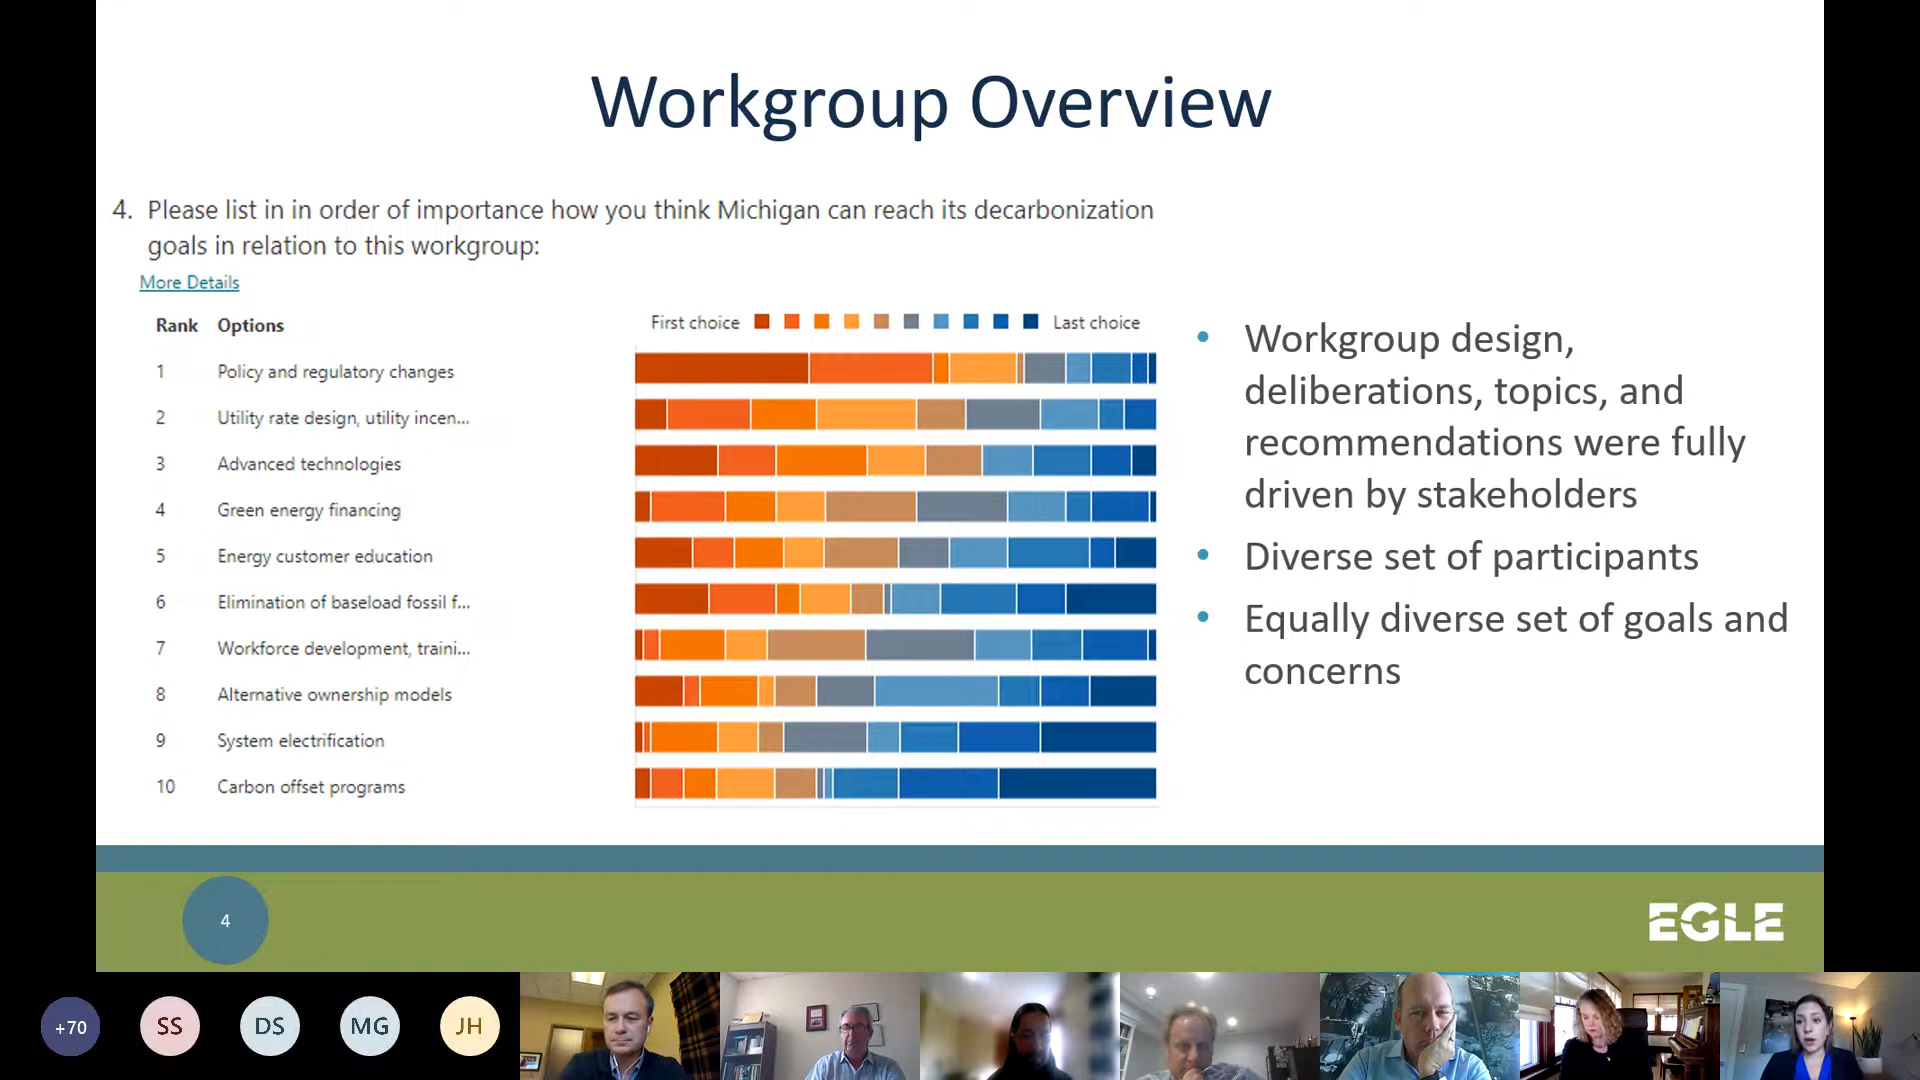 Workgroup Overview
4. Please list in in order of importance how you think Michigan can reach its decarbonization
goals in relation to this workgroup:
More Details
Rank Options
First choice Last choice
1 Policy and regulatory changes
2 Utility rate design, utility incen...
3 Advanced technologies
4 Green energy financing
5 Energy customer education
6 Elimination of baseload fossil f...
7 Workforce development, traini...
8 Alternative ownership models
9 System electrification
10 Carbon offset programs
• Workgroup design,
deliberations, topics, and
recommendations were fully
driven by stakeholders
• Diverse set of participants
• Equally diverse set of goals and
concerns
4
EGLE
+70 SS DS MG JH